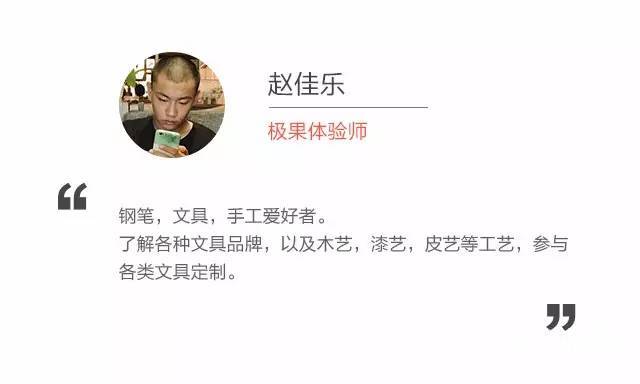 赵佳乐
极果体验师
钢笔，文具，手工爱好者。
了解各种文具品牌，以及木艺，漆艺，皮艺等工艺，参与
各类文具定制。